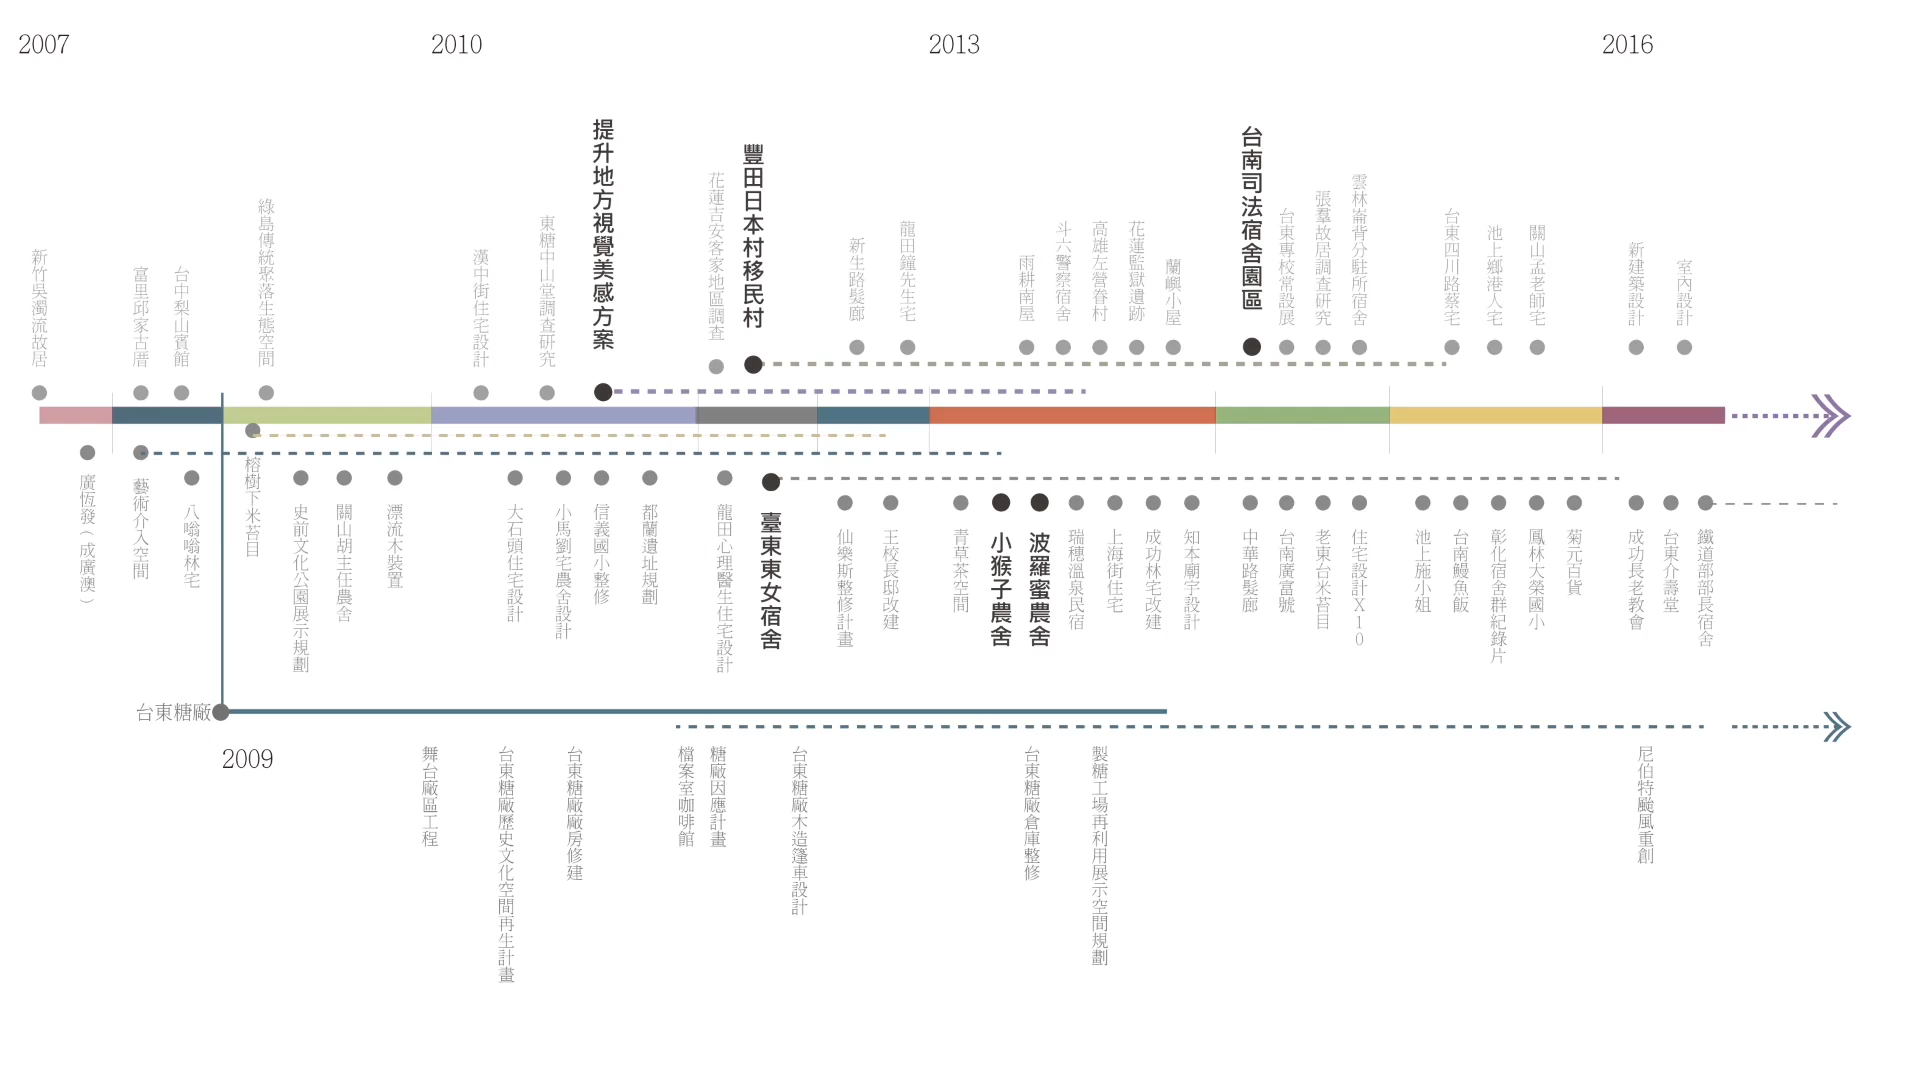 2007
2010
2013
2016
新竹吳濁流故居
富里邱家古厝
台中梨山賓館
綠島傳統聚落生態空間
漢中街住宅設計
東糖中山堂調查研究
提升地方視覺美感方案
花蓮吉安客家地區調查
豐田日本村移民村
新生路髮廊
龍田鐘先生宅
雨耕南屋
斗六警察宿舍
高雄左營眷村
花蓮監獄遺跡
蘭嶼小屋
台南司法宿舍園區
台東專校常設展
張羣故居調查研究
雲林崙背分駐所宿舍
台東四川路蔡宅
池上鄉港人宅
關山孟老師宅
新建築設計
室內設計
廣恆發（成廣澳）
藝術介入空間
八嗡嗡林宅
榕樹下米苔目
史前文化公園展示規劃
關山胡主任農舍
漂流木裝置
大石頭住宅設計
小馬劉宅農舍設計
信義國小整修
都蘭遺址規劃
龍田心理醫生住宅設計
臺東東女宿舍
仙樂斯整修計畫
王校長邸改建
青草茶空間
小猴子農舍
波羅蜜農舍
瑞穗溫泉民宿
上海街住宅
成功林宅改建
知本廟宇設計
中華路髮廊
台南廣富號
老東台米苔目
住宅設計X10
池上施小姐
台南鰻魚飯
彰化宿舍群紀錄片
鳳林大榮國小
菊元百貨
成功長老教會
台東介壽堂
鐵道部部長宿舍
台東糖廠
2009
舞台廠區工程
台東糖廠歷史文化空間再生計畫
台東糖廠廠房修建
檔案室咖啡館
糖廠因應計畫
台東糖廠木造篷車設計
台東糖廠倉庫整修
製糖工場再利用展示空間規劃
尼伯特颱風重創